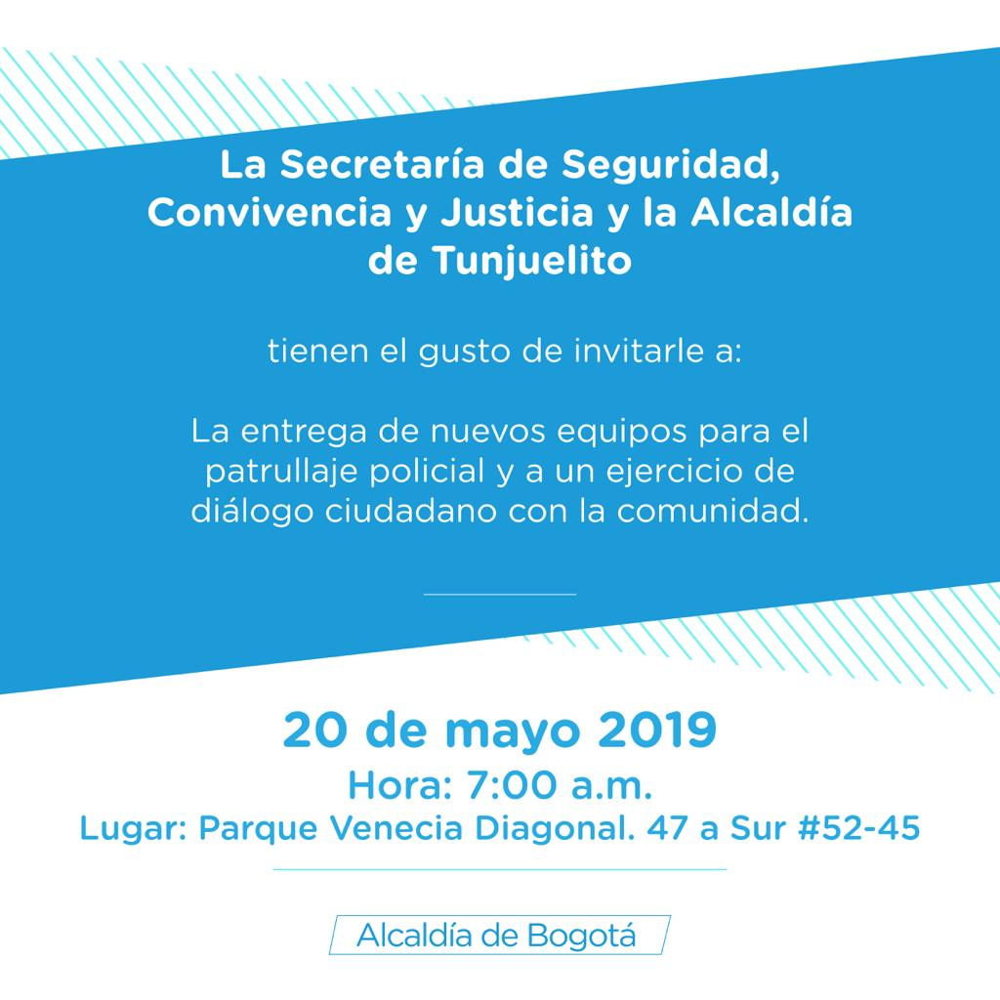 La Secretaría de Seguridad,
Convivencia y Justicia y la Alcaldía
de Tunjuelito
tienen el gusto de invitarle a:
La entrega de nuevos equipos para el
patrullaje policial y a un ejercicio de
diálogo ciudadano con la comunidad.
20 de mayo 2019
Hora: 7:00 a.m.
Lugar: Parque Venecia Diagonal. 47 a Sur #52-45
Alcaldía de Bogotá